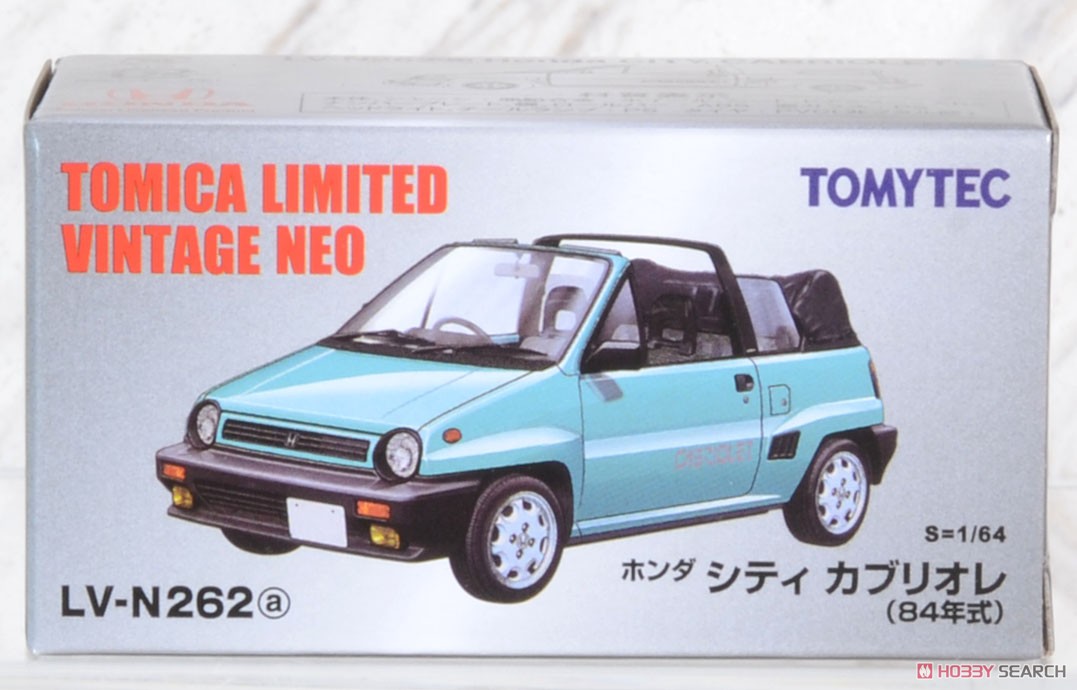 TOMICA LIMITED
VINTAGE NEO
TOMYTEC
S=1/64
ホンダ シティ カブリオレ
(84年式)
LV-N262ⓐ
HOBBY SEARCH